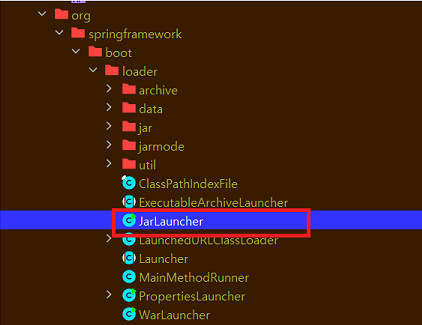 org
springframework
boot
loader
archive
data
jar
jarmode
util
ClassPathIndexFile
ExecutableArchiveLauncher
JarLauncher
LaunchedURLClassLoader
Launcher
MainMethodRunner
PropertiesLauncher
WarLauncher